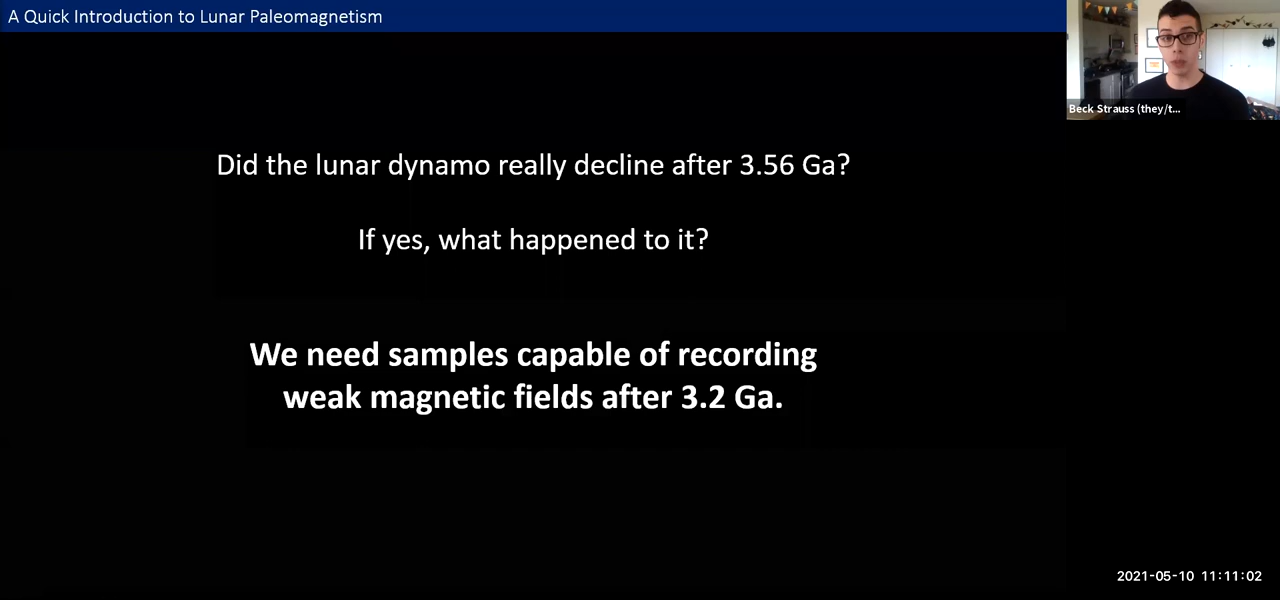 A Quick Introduction to Lunar Paleomagnetism
Beck Strauss (they/t...
Did the lunar dynamo really decline after 3.56 Ga?
If yes, what happened to it?
We need samples capable of recording
weak magnetic fields after 3.2 Ga.
2021-05-10 11:11:02